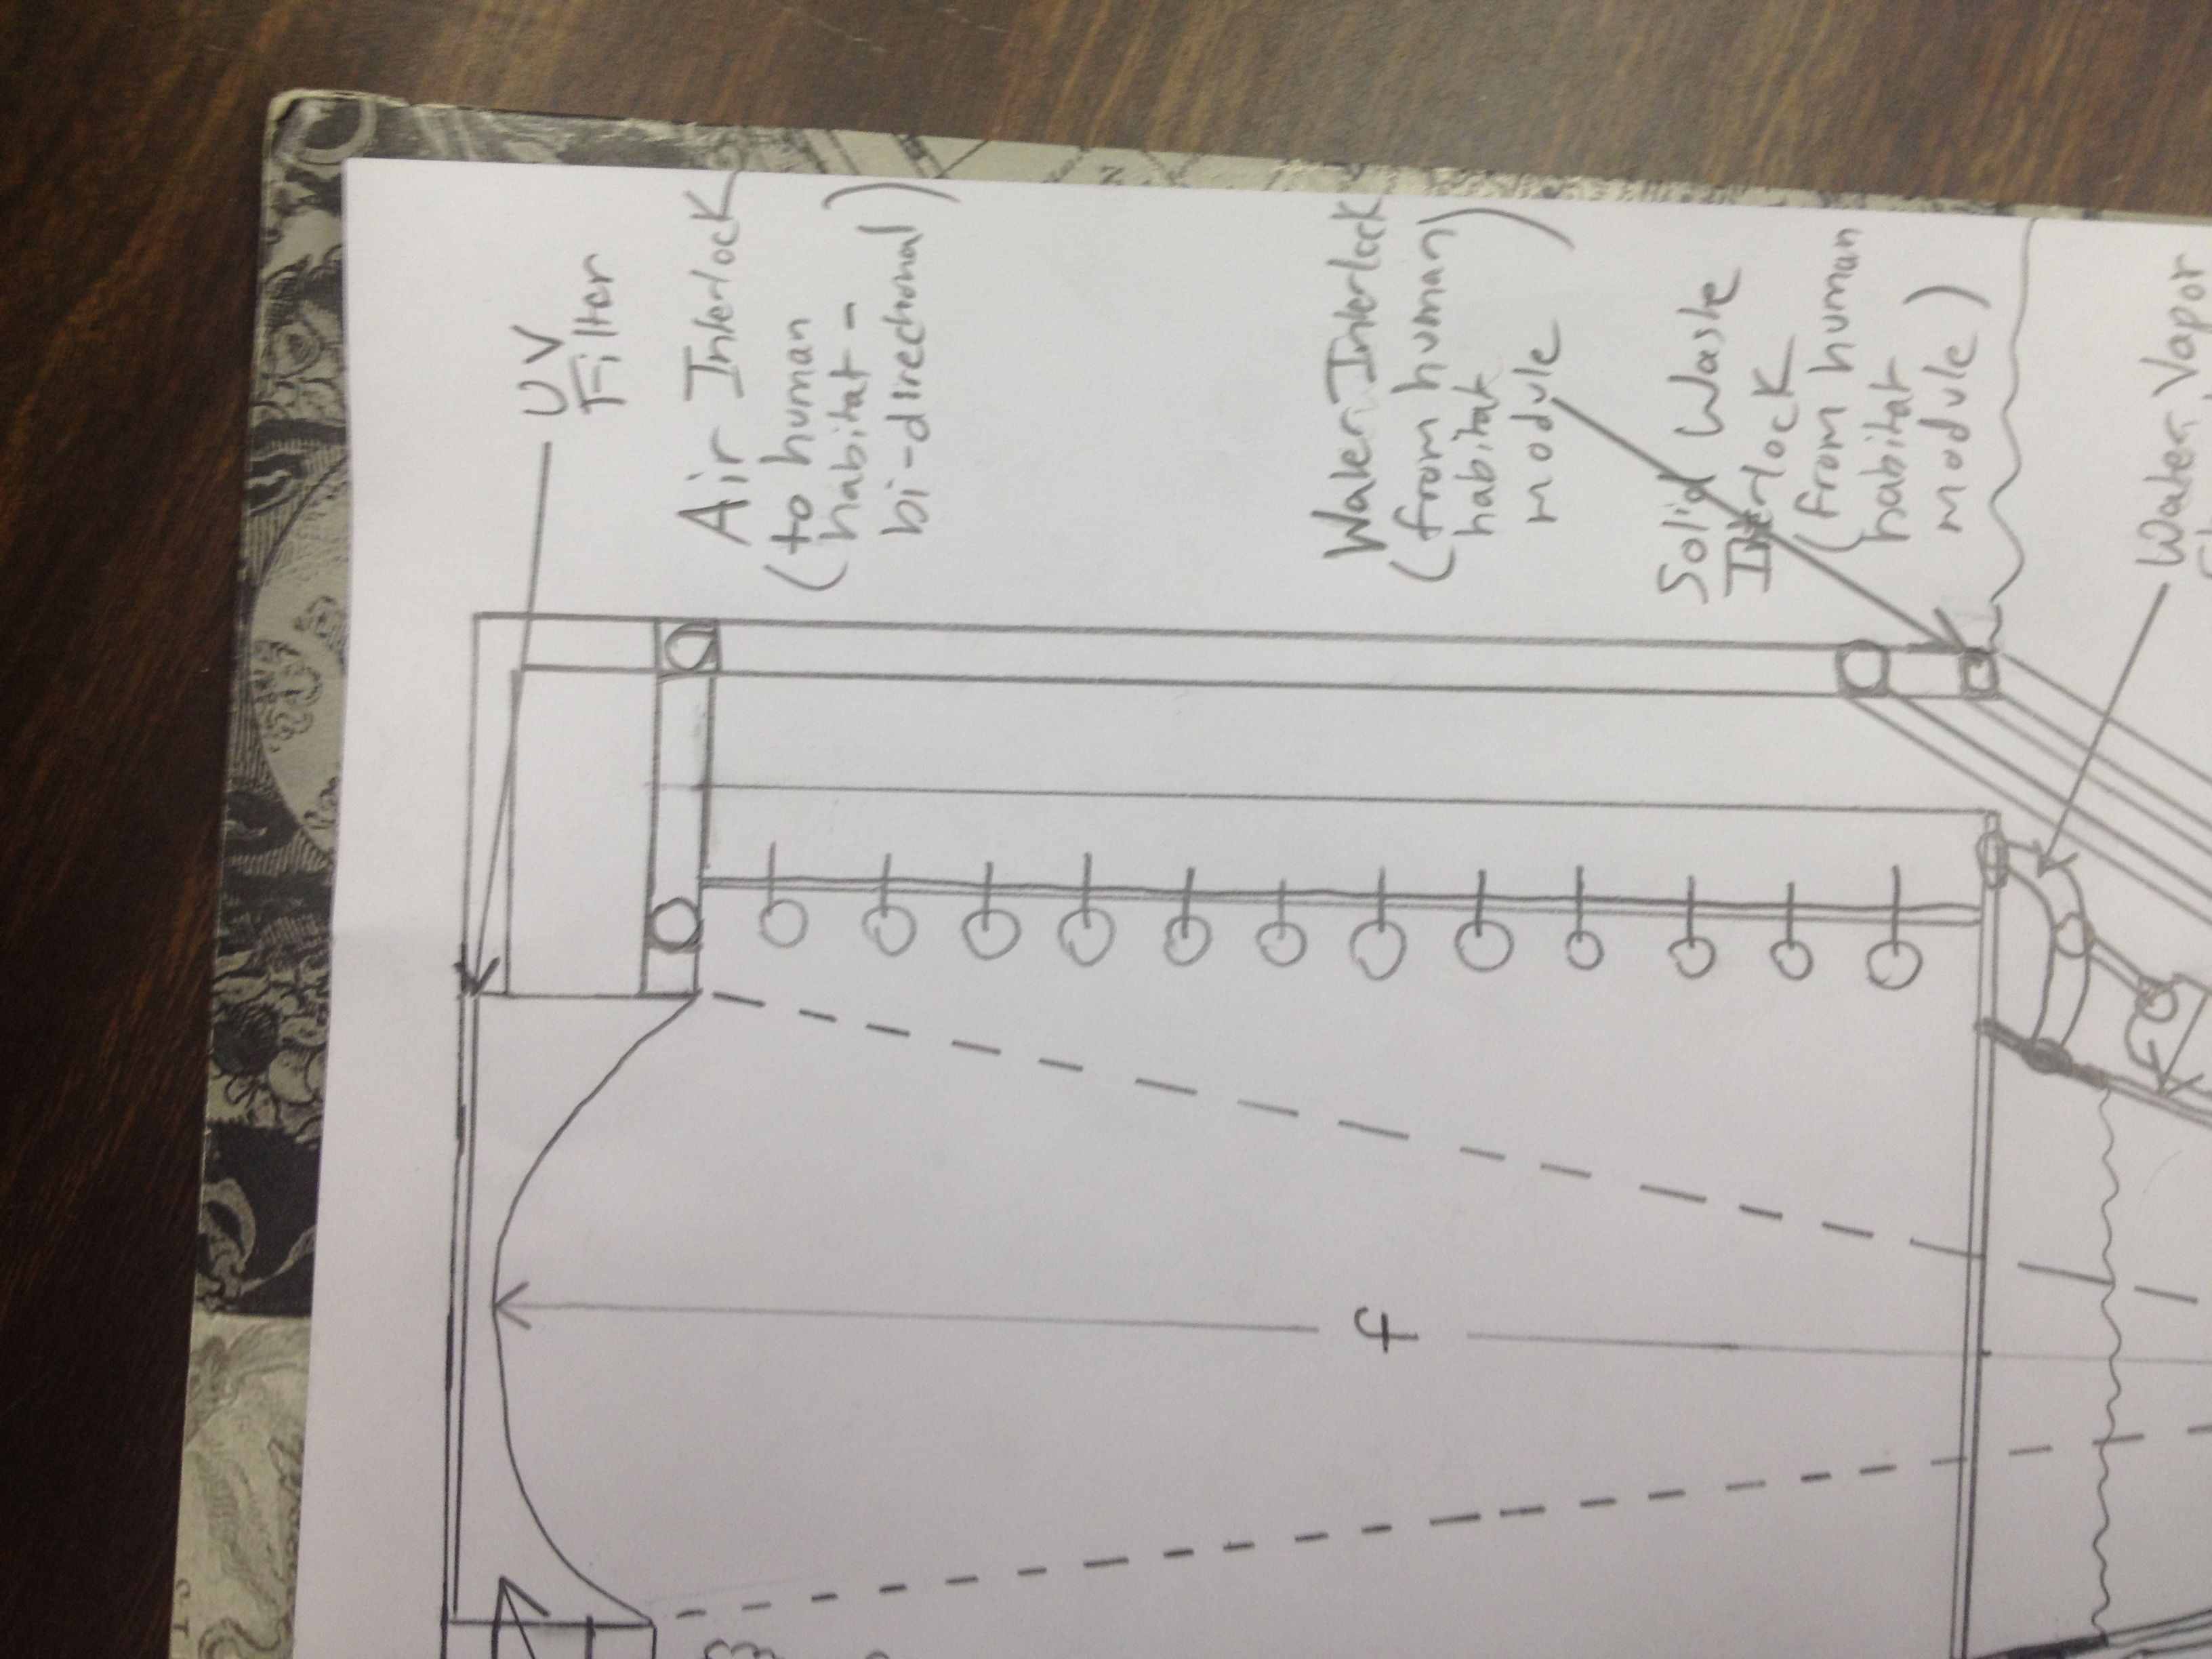 UV
Filter
Air Interlock
(to human
habitat -
bi-directional)
f
Water Interlock
(from human)
habitat
module)
Solid Waste
Interlock
(from human
habitat
module)
Water Vapor